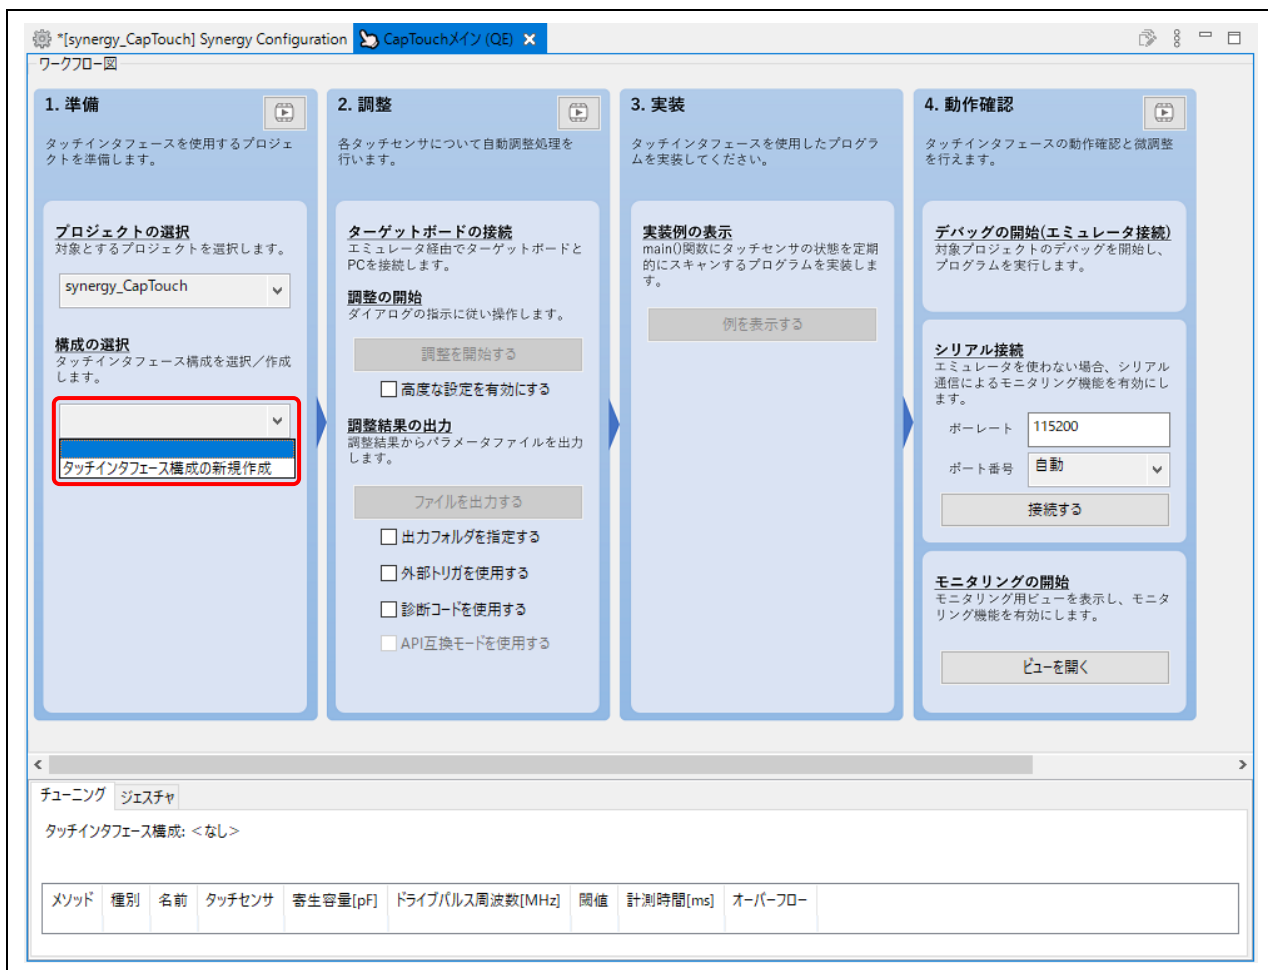 *[synergy_CapTouch] Synergy Configuration
CapTouchメイン (QE)
ワークフロー図
1. 準備
タッチインタフェースを使用するプロジェ
クトを準備します。
プロジェクトの選択
対象とするプロジェクトを選択します。
synergy_CapTouch
構成の選択
タッチインタフェース構成を選択／作成
します。
タッチインタフェース構成の新規作成
2. 調整
各タッチセンサについて自動調整処理を
行います。
ターゲットボードの接続
エミュレータ経由でターゲットボードと
PCを接続します。
調整の開始
ダイアログの指示に従い操作します。
調整を開始する
高度な設定を有効にする
調整結果の出力
調整結果からパラメータファイルを出力
します。
ファイルを出力する
出力フォルダを指定する
外部トリガを使用する
診断コードを使用する
API互換モードを使用する
3. 実装
タッチインタフェースを使用したプログラ
ムを実装してください。
実装例の表示
main()関数にタッチセンサの状態を定期
的にスキャンするプログラムを実装しま
す。
例を表示する
4. 動作確認
タッチインタフェースの動作確認と微調整
を行えます。
デバッグの開始(エミュレータ接続)
対象プロジェクトのデバッグを開始し、
プログラムを実行します。
シリアル接続
エミュレータを使わない場合、シリアル
通信によるモニタリング機能を有効にし
ます。
ボーレート 115200
ポート番号 自動
接続する
モニタリングの開始
モニタリング用ビューを表示し、モニタ
リング機能を有効にします。
ビューを開く
チューニング ジェスチャ
タッチインタフェース構成: <なし>
メソッド 種別 名前 タッチセンサ 寄生容量[pF] ドライブパルス周波数[MHz] 閾値 計測時間[ms] オーバーフロー